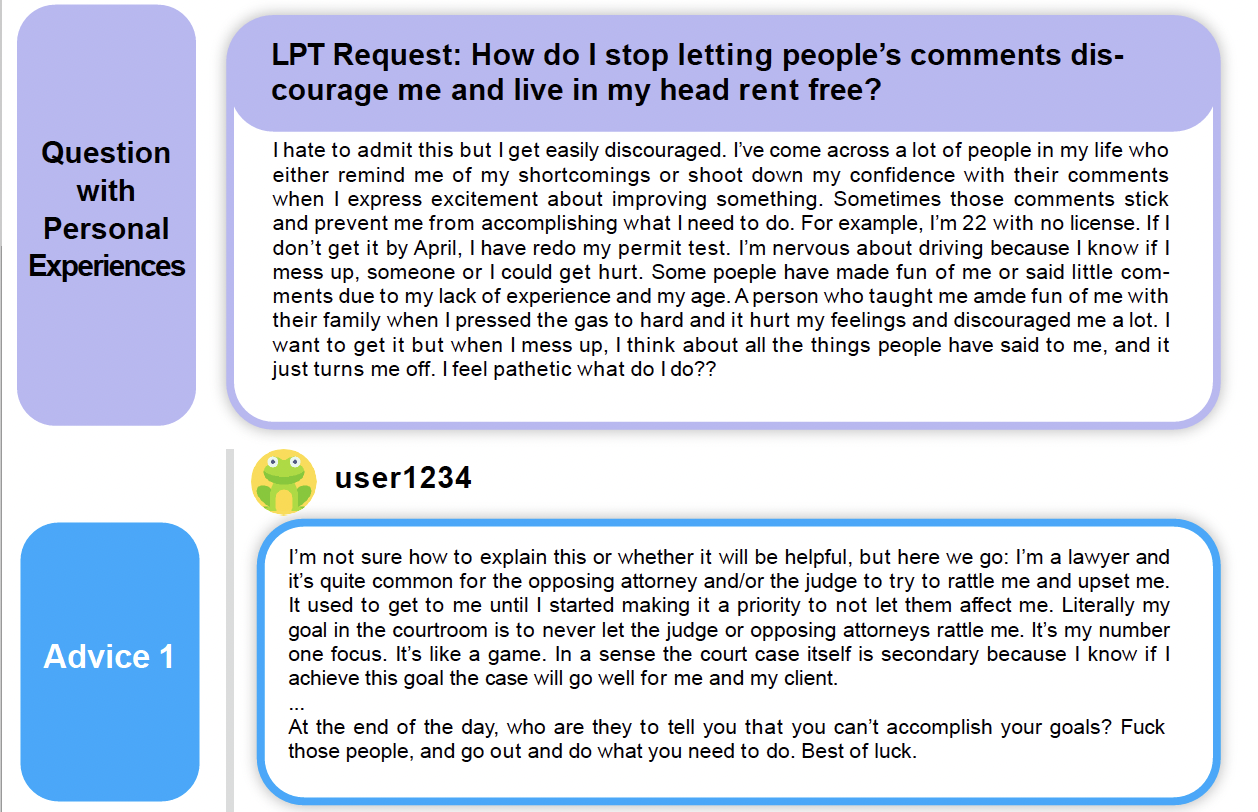 Question
with
Personal
Experiences
LPT Request: How do I stop letting people’s comments dis-
courage me and live in my head rent free?
I hate to admit this but I get easily discouraged. I’ve come across a lot of people in my life who
either remind me of my shortcomings or shoot down my confidence with their comments
when I express excitement about improving something. Sometimes those comments stick
and prevent me from accomplishing what I need to do. For example, I’m 22 with no license. If I
don’t get it by April, I have redo my permit test. I’m nervous about driving because I know if I
mess up, someone or I could get hurt. Some poeple have made fun of me or said little com-
ments due to my lack of experience and my age. A person who taught me amde fun of me with
their family when I pressed the gas to hard and it hurt my feelings and discouraged me a lot. I
want to get it but when I mess up, I think about all the things people have said to me, and it
just turns me off. I feel pathetic what do I do??
user1234
Advice 1
I’m not sure how to explain this or whether it will be helpful, but here we go: I’m a lawyer and
it’s quite common for the opposing attorney and/or the judge to try to rattle me and upset me.
It used to get to me until I started making it a priority to not let them affect me. Literally my
goal in the courtroom is to never let the judge or opposing attorneys rattle me. It’s my number
one focus. It’s like a game. In a sense the court case itself is secondary because I know if I
achieve this goal the case will go well for me and my client.
...
At the end of the day, who are they to tell you that you can’t accomplish your goals? Fuck
those people, and go out and do what you need to do. Best of luck.